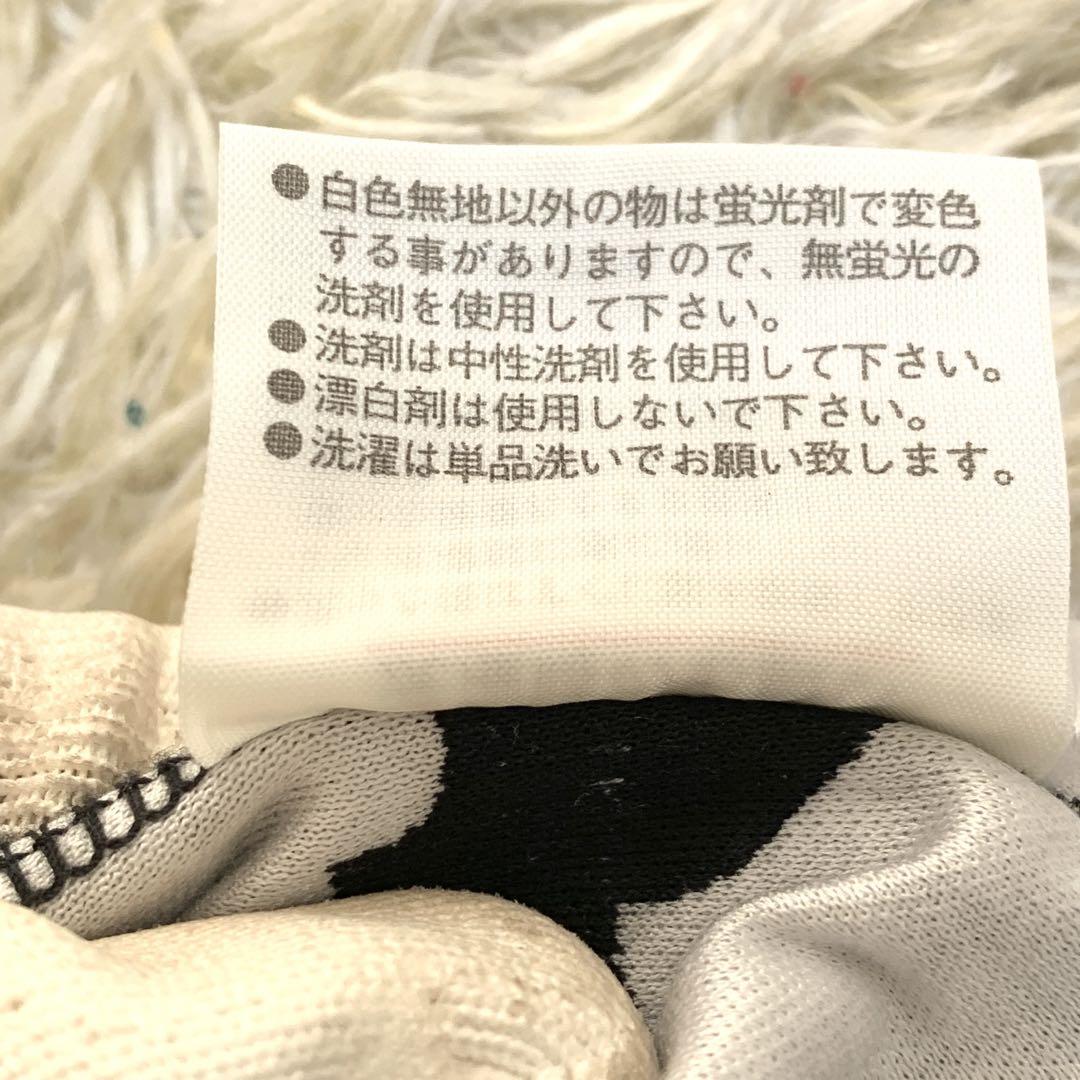 ●白色無地以外の物は蛍光剤で変色
する事がありますので、無蛍光の
洗剤を使用して下さい。
●洗剤は中性洗剤を使用して下さい。
●漂白剤は使用しないで下さい。
●洗濯は単品洗いでお願い致します。